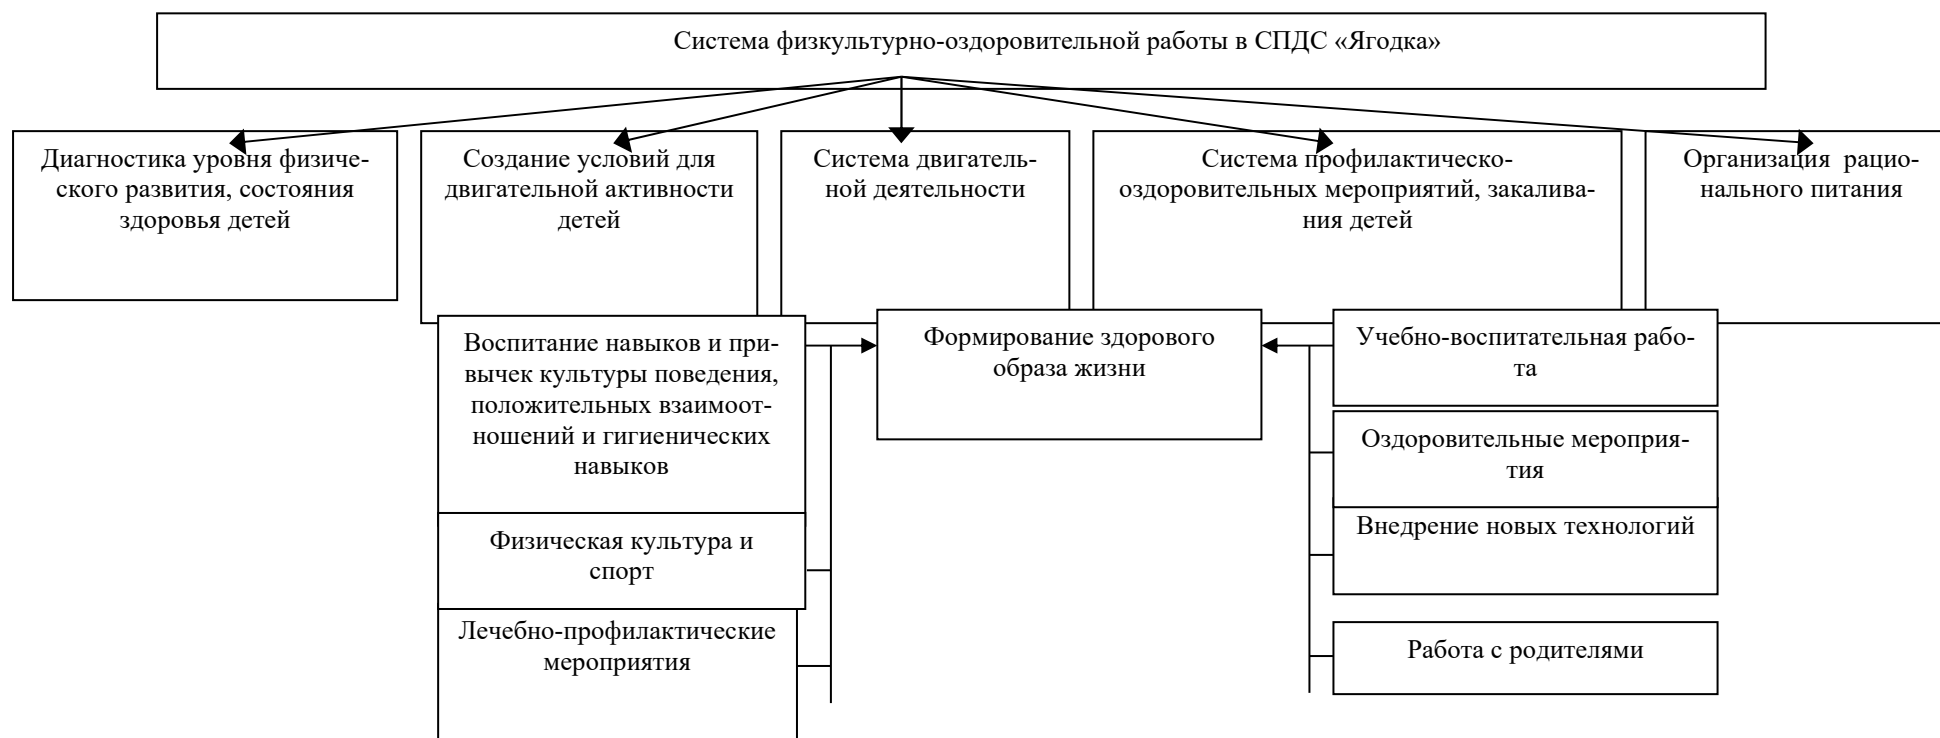 Система физкультурно-оздоровительной работы в СПДС «Ягодка»
Диагностика уровня физиче-
ского развития, состояния
здоровья детей
Создание условий для
двигательной активности
детей
Система двигатель-
ной деятельности
Система профилактическо-
оздоровительных мероприятий, закалива-
ния детей
Организация рацио-
нального питания
Воспитание навыков и при-
вычек культуры поведения,
положительных взаимоот-
ношений и гигиенических
навыков
Формирование здорового
образа жизни
Учебно-воспитательная рабо-
та
Оздоровительные мероприя-
тия
Физическая культура и
спорт
Внедрение новых технологий
Лечебно-профилактические
мероприятия
Работа с родителями